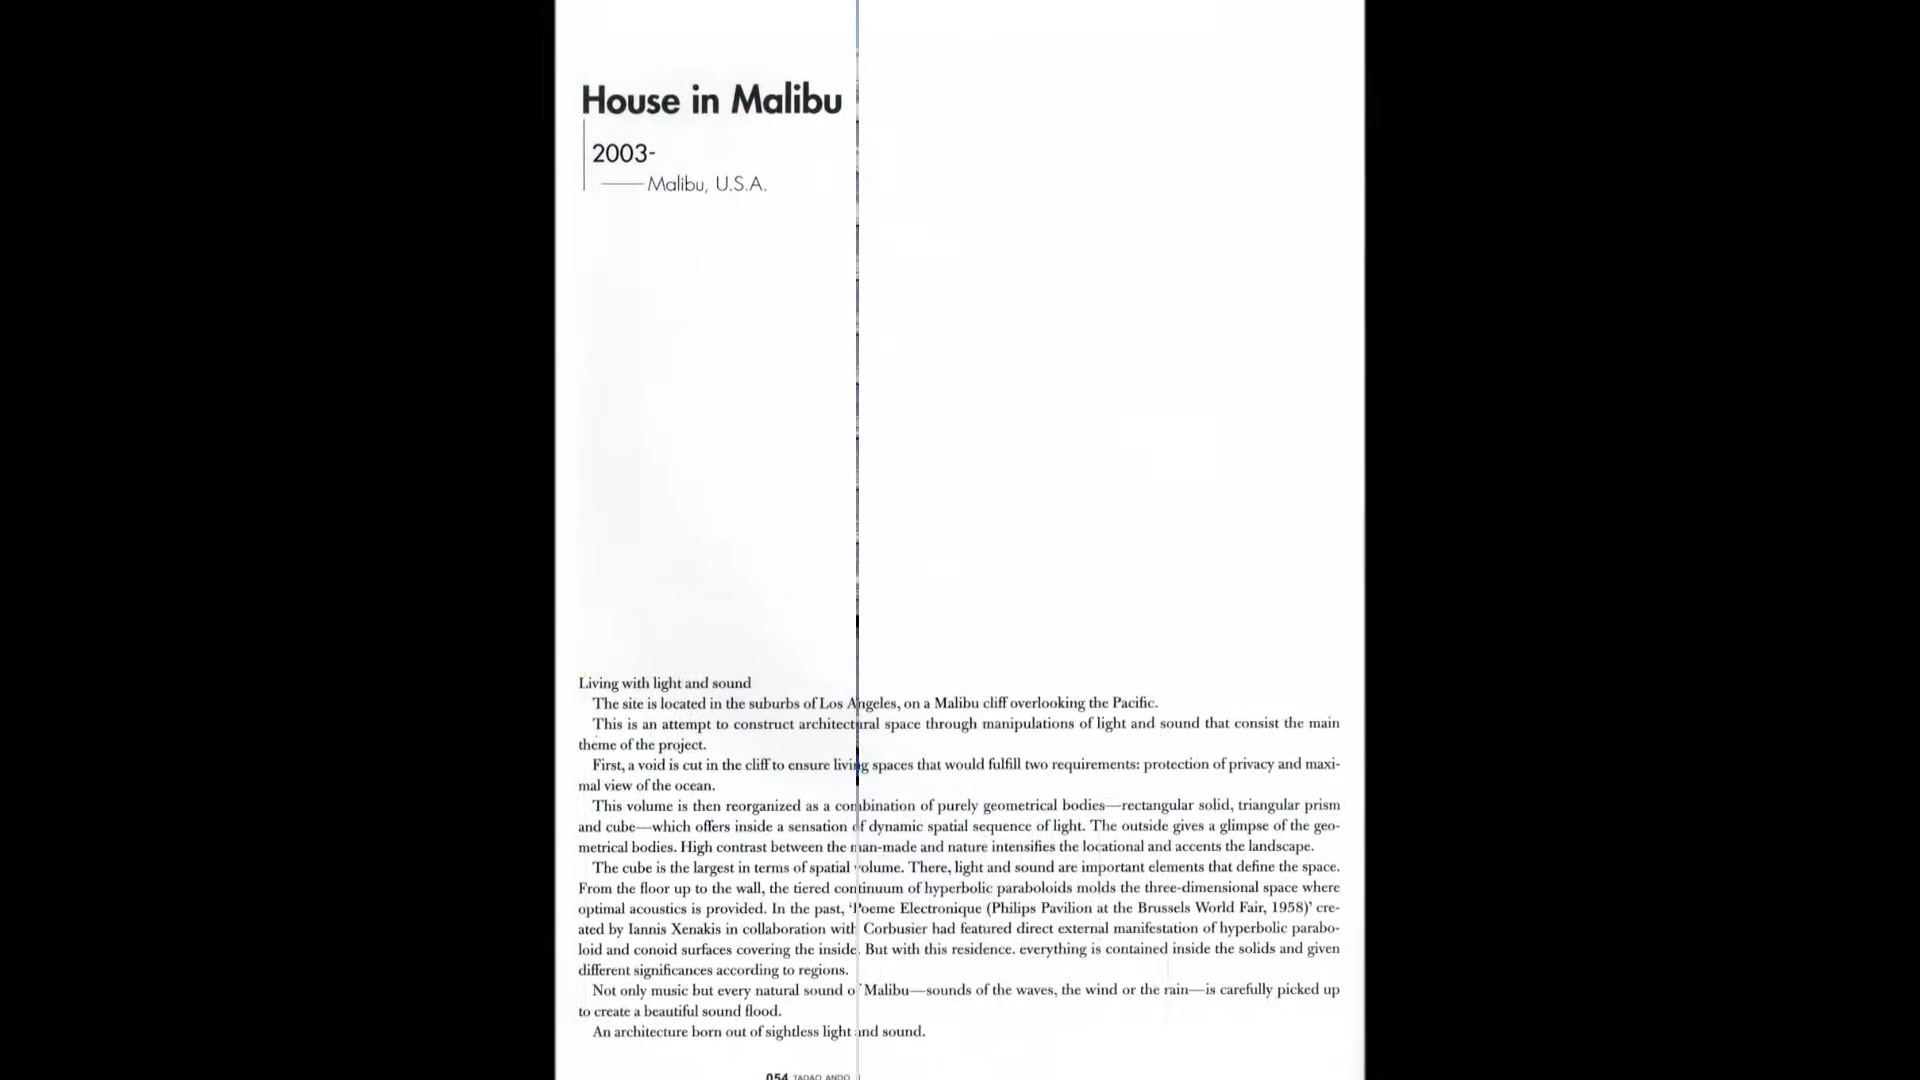 House in Malibu
2003-
Malibu, U.S.A.
Living with light and sound
The site is located in the suburbs of Los Angeles, on a Malibu cliff overlooking the Pacific.
This is an attempt to construct architectural space through manipulations of light and sound that consist the main
theme of the project.
First, a void is cut in the cliff to ensure living spaces that would fulfill two requirements: protection of privacy and maxi-
mal view of the ocean.
This volume is then reorganized as a combination of purely geometrical bodies—rectangular solid, triangular prism
and cube—which offers inside a sensation of dynamic spatial sequence of light. The outside gives a glimpse of the geo-
metrical bodies. High contrast between the man-made and nature intensifies the locational and accents the landscape.
The cube is the largest in terms of spatial volume. There, light and sound are important elements that define the space.
From the floor up to the wall, the tiered continuum of hyperbolic paraboloids molds the three-dimensional space where
optimal acoustics is provided. In the past, ‘Poeme Electronique (Philips Pavilion at the Brussels World Fair, 1958)’ cre-
ated by Iannis Xenakis in collaboration with Corbusier had featured direct external manifestation of hyperbolic parabo-
loid and conoid surfaces covering the inside. But with this residence. everything is contained inside the solids and given
different significances according to regions.
Not only music but every natural sound of Malibu—sounds of the waves, the wind or the rain—is carefully picked up
to create a beautiful sound flood.
An architecture born out of sightless light and sound.
054 TADAO ANDO